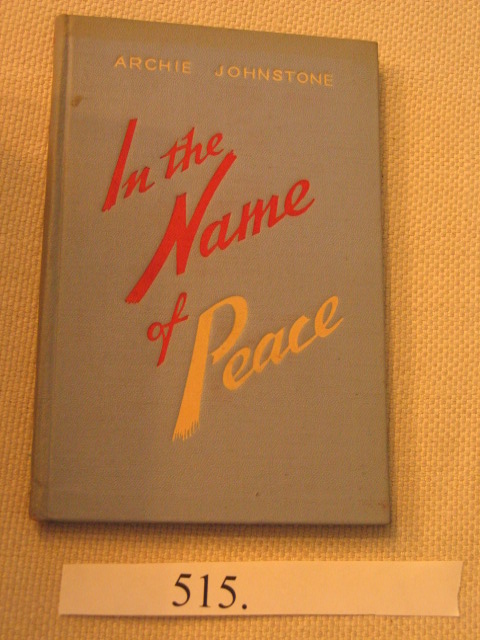 ARCHIE JOHNSTONE
In the
Name
of Peace
515.